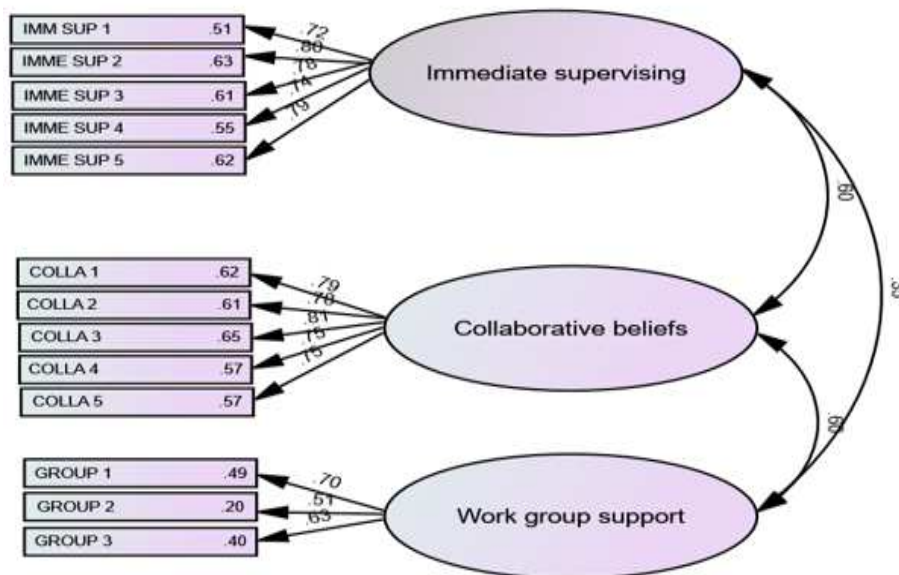 IMM SUP 1 .51
IMME SUP 2 .63
IMME SUP 3 .61
IMME SUP 4 .55
IMME SUP 5 .62
.72
.80
.78
.74
.79
Immediate supervising
.60
COLLA 1 .62
COLLA 2 .61
COLLA 3 .65
COLLA 4 .57
COLLA 5 .57
.79
.78
.81
.75
.75
Collaborative beliefs
.60
GROUP 1 .49
GROUP 2 .20
GROUP 3 .40
.70
.51
.63
Work group support